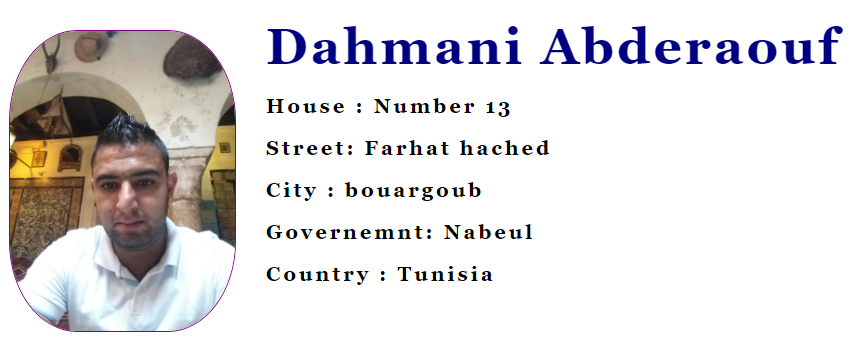 Dahmani Abderaouf
House : Number 13
Street: Farhat hached
City : bouargoub
Governemnt: Nabeul
Country : Tunisia